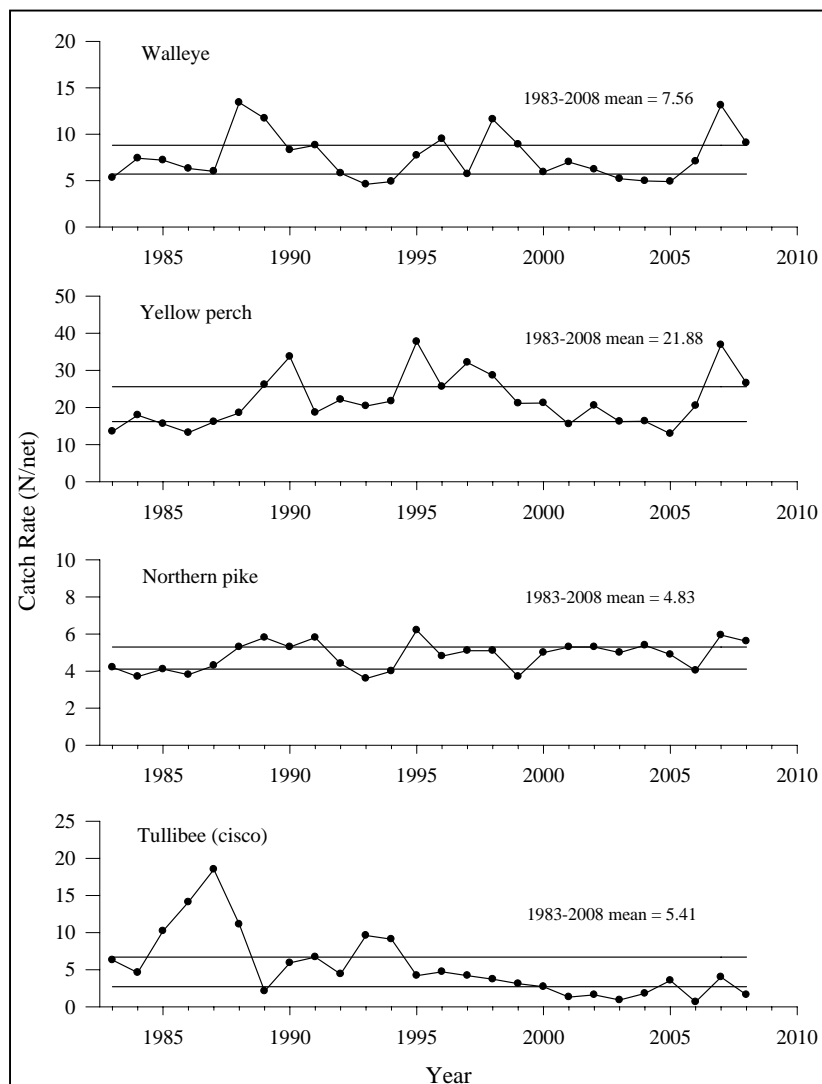 20
Walleye
15
1983-2008 mean = 7.56
10
5
0
1985 1990 1995 2000 2005 2010
50
Yellow perch
40
1983-2008 mean = 21.88
30
20
10
0
1985 1990 1995 2000 2005 2010
Catch Rate (N/net)
10
Northern pike
8
1983-2008 mean = 4.83
6
4
2
0
1985 1990 1995 2000 2005 2010
25
Tullibee (cisco)
20
15
1983-2008 mean = 5.41
10
5
0
1985 1990 1995 2000 2005 2010
Year